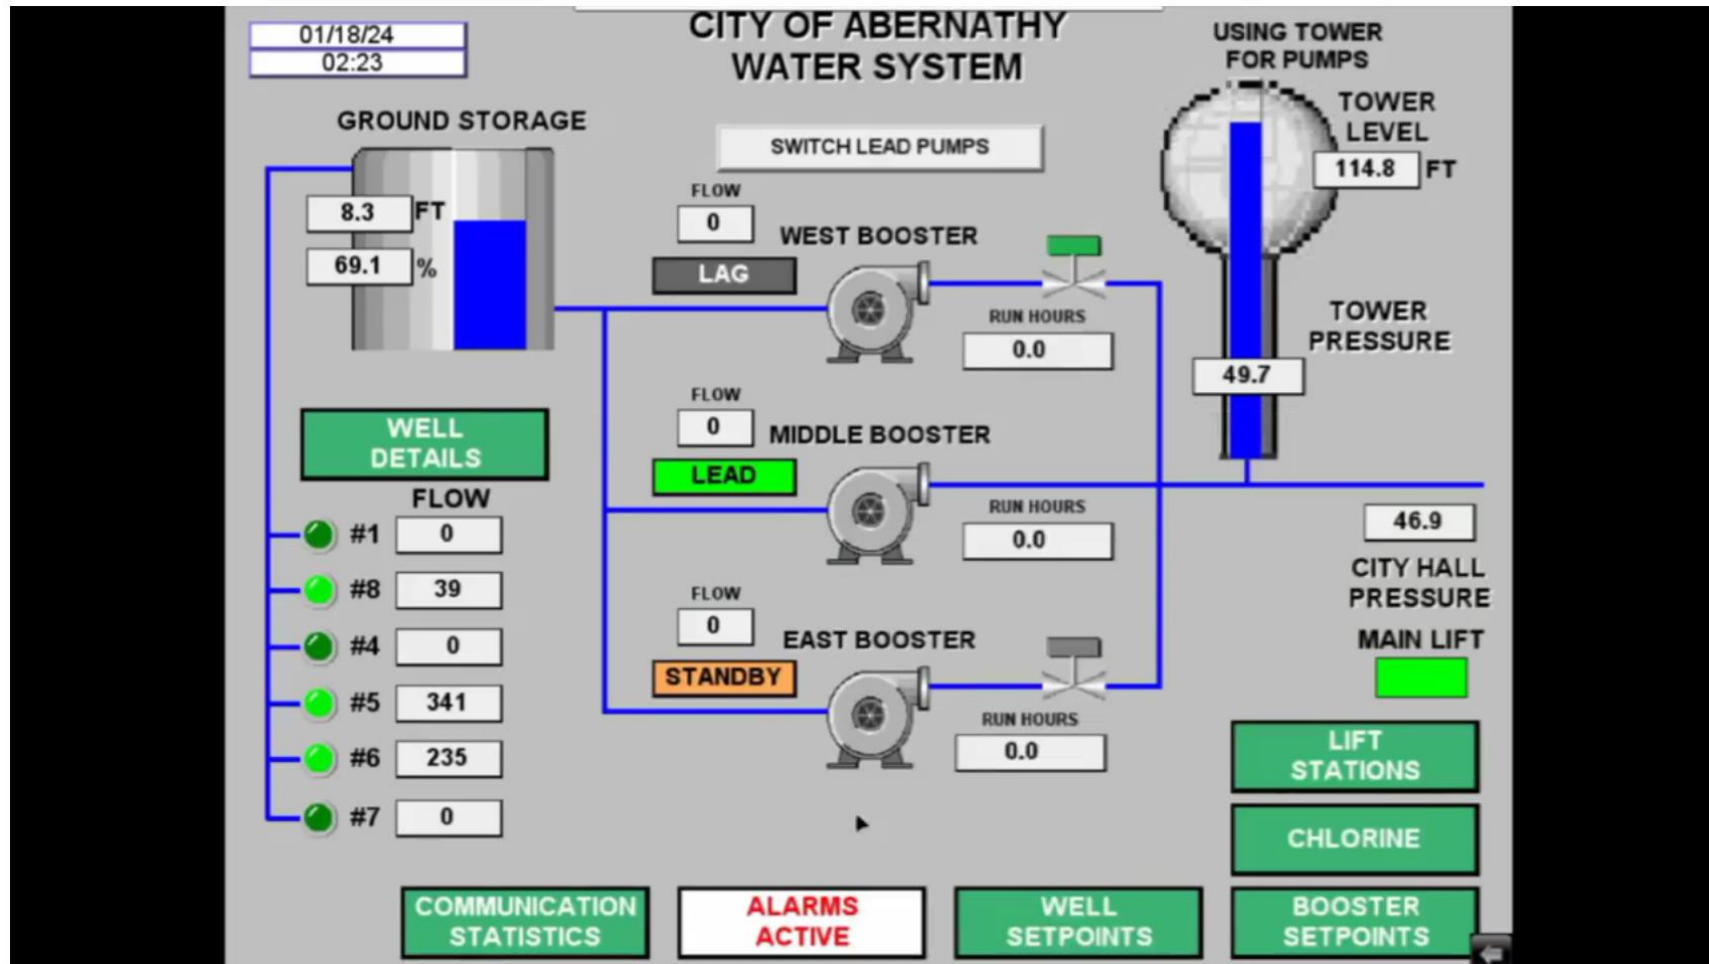 01/18/24
02:23
CITY OF ABERNATHY
WATER SYSTEM
USING TOWER
FOR PUMPS
GROUND STORAGE
8.3 FT
69.1 %
SWITCH LEAD PUMPS
TOWER
LEVEL
114.8 FT
FLOW
0
WEST BOOSTER
LAG
RUN HOURS
0.0
TOWER
PRESSURE
49.7
FLOW
0
MIDDLE BOOSTER
LEAD
RUN HOURS
0.0
WELL
DETAILS
FLOW
#1 0
#8 39
#4 0
#5 341
#6 235
#7 0
FLOW
0
EAST BOOSTER
STANDBY
RUN HOURS
0.0
46.9
CITY HALL
PRESSURE
MAIN LIFT
LIFT
STATIONS
CHLORINE
COMMUNICATION
STATISTICS
ALARMS
ACTIVE
WELL
SETPOINTS
BOOSTER
SETPOINTS